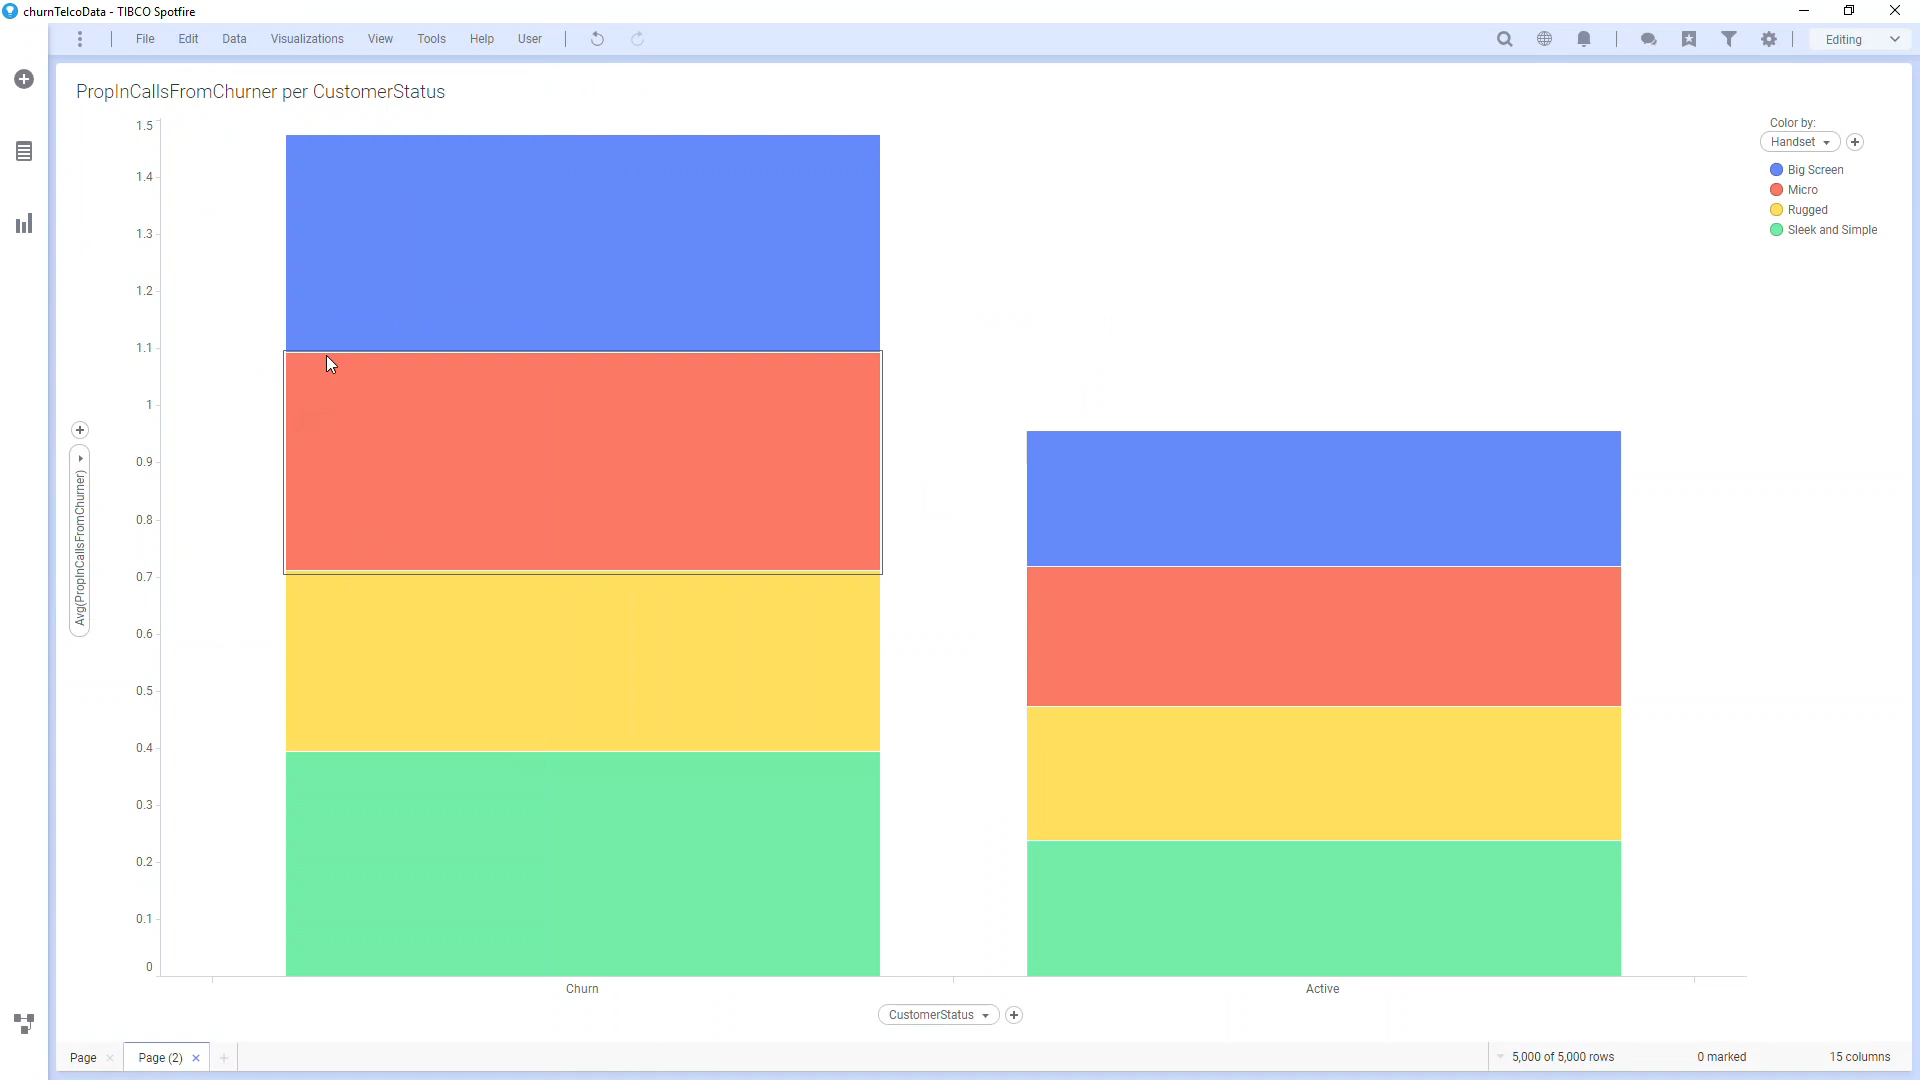 churnTelcoData - TIBCO Spotfire
File Edit Data Visualizations View Tools Help User Editing
PropInCallsFromChurner per CustomerStatus
Color by:
Handset
Big Screen
Micro
Rugged
Sleek and Simple
1.5
1.4
1.3
1.2
1.1
1
0.9
0.8
0.7
0.6
0.5
0.4
0.3
0.2
0.1
0
Avg(PropInCallsFromChurner)
Churn Active
CustomerStatus
Page Page (2) 5,000 of 5,000 rows 0 marked 15 columns